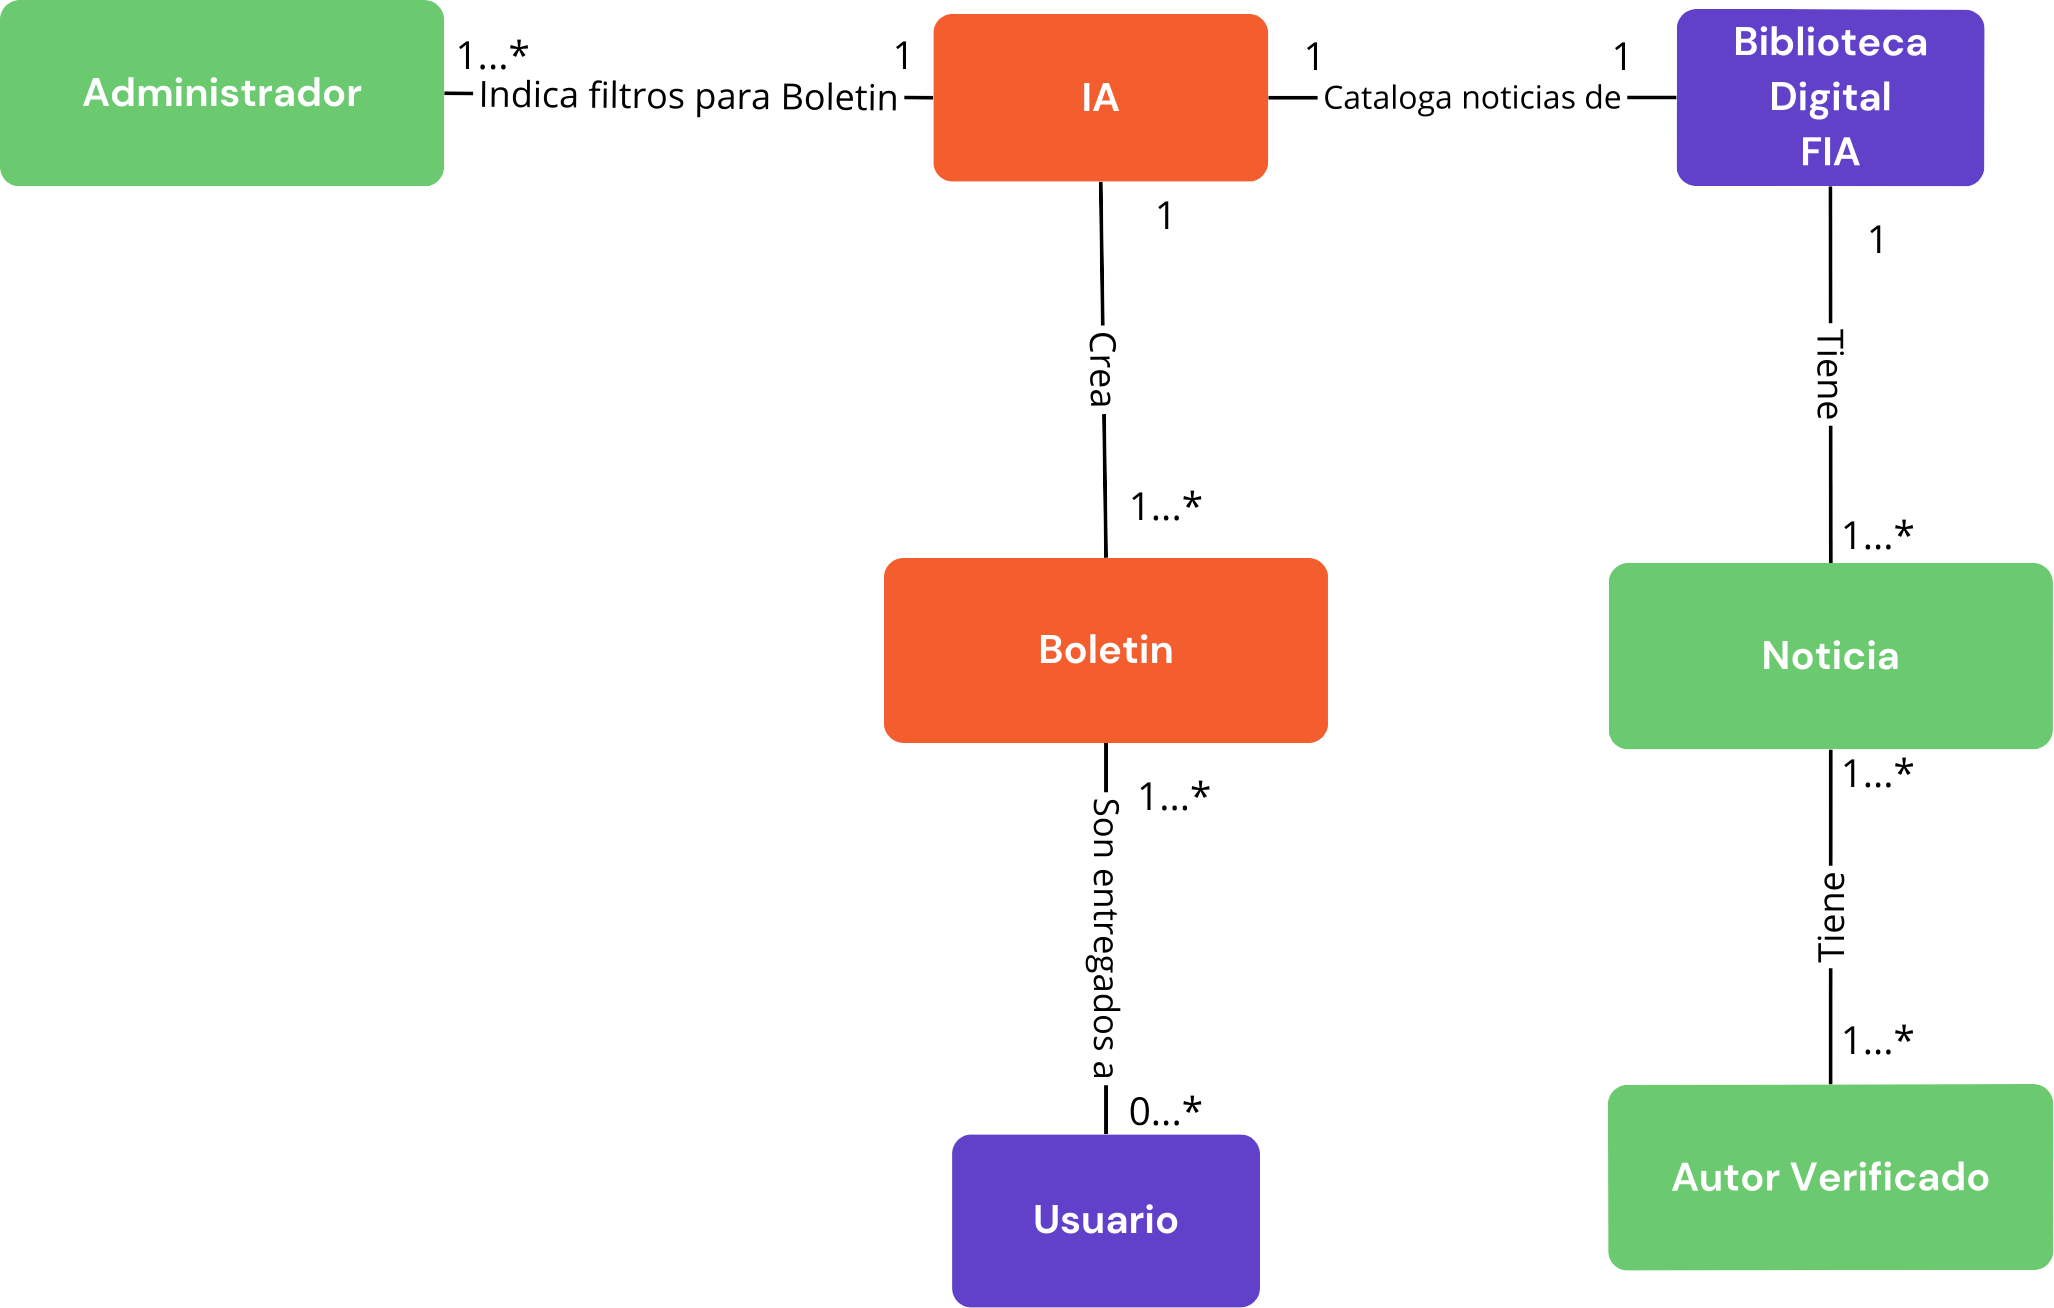 Administrador
1...*
Indica filtros para Boletin
1
IA
1
Cataloga noticias de
1
Biblioteca
Digital
FIA
1
Crea
1...*
1
Tiene
1...*
Boletin
Noticia
1...*
Son entregados a
0...*
1...*
Tiene
1...*
Usuario
Autor Verificado